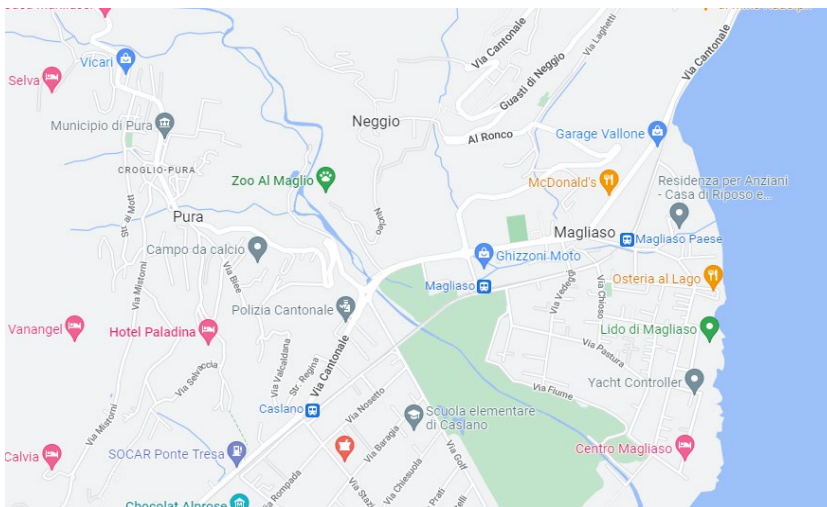 Vicari
Selva
Municipio di Pura
CROGLIO-PURA
Zoo Al Maglio
Neggio
Via Cantonale
Guasti di Neggio
Via Laghetti
Via Cantonale
Al Ronco
Garage Vallone
McDonald's
Residenza per Anziani
- Casa di Riposo e...
Str. ai Mott
Pura
Nucleo
Magliaso
Magliaso Paese
Campo da calcio
Ghizzoni Moto
Via Mistorni
Via Biee
Magliaso
Via Vedeggi
Via Chioso
Osteria al Lago
Polizia Cantonale
Vanangel
Hotel Paladina
Via Cantonale
Via Valcaldana
Str. Regina
Lido di Magliaso
Via Pastura
Via Selvaccia
Via Fiume
Yacht Controller
Caslano
Via Nosetto
Scuola elementare
di Caslano
Via Mistorni
Via Baragia
Via Golf
Centro Magliaso
Calvia
SOCAR Ponte Tresa
Via Chiesuola
Via Rompada
Via Stazi
Prati
Chocolat Alprose